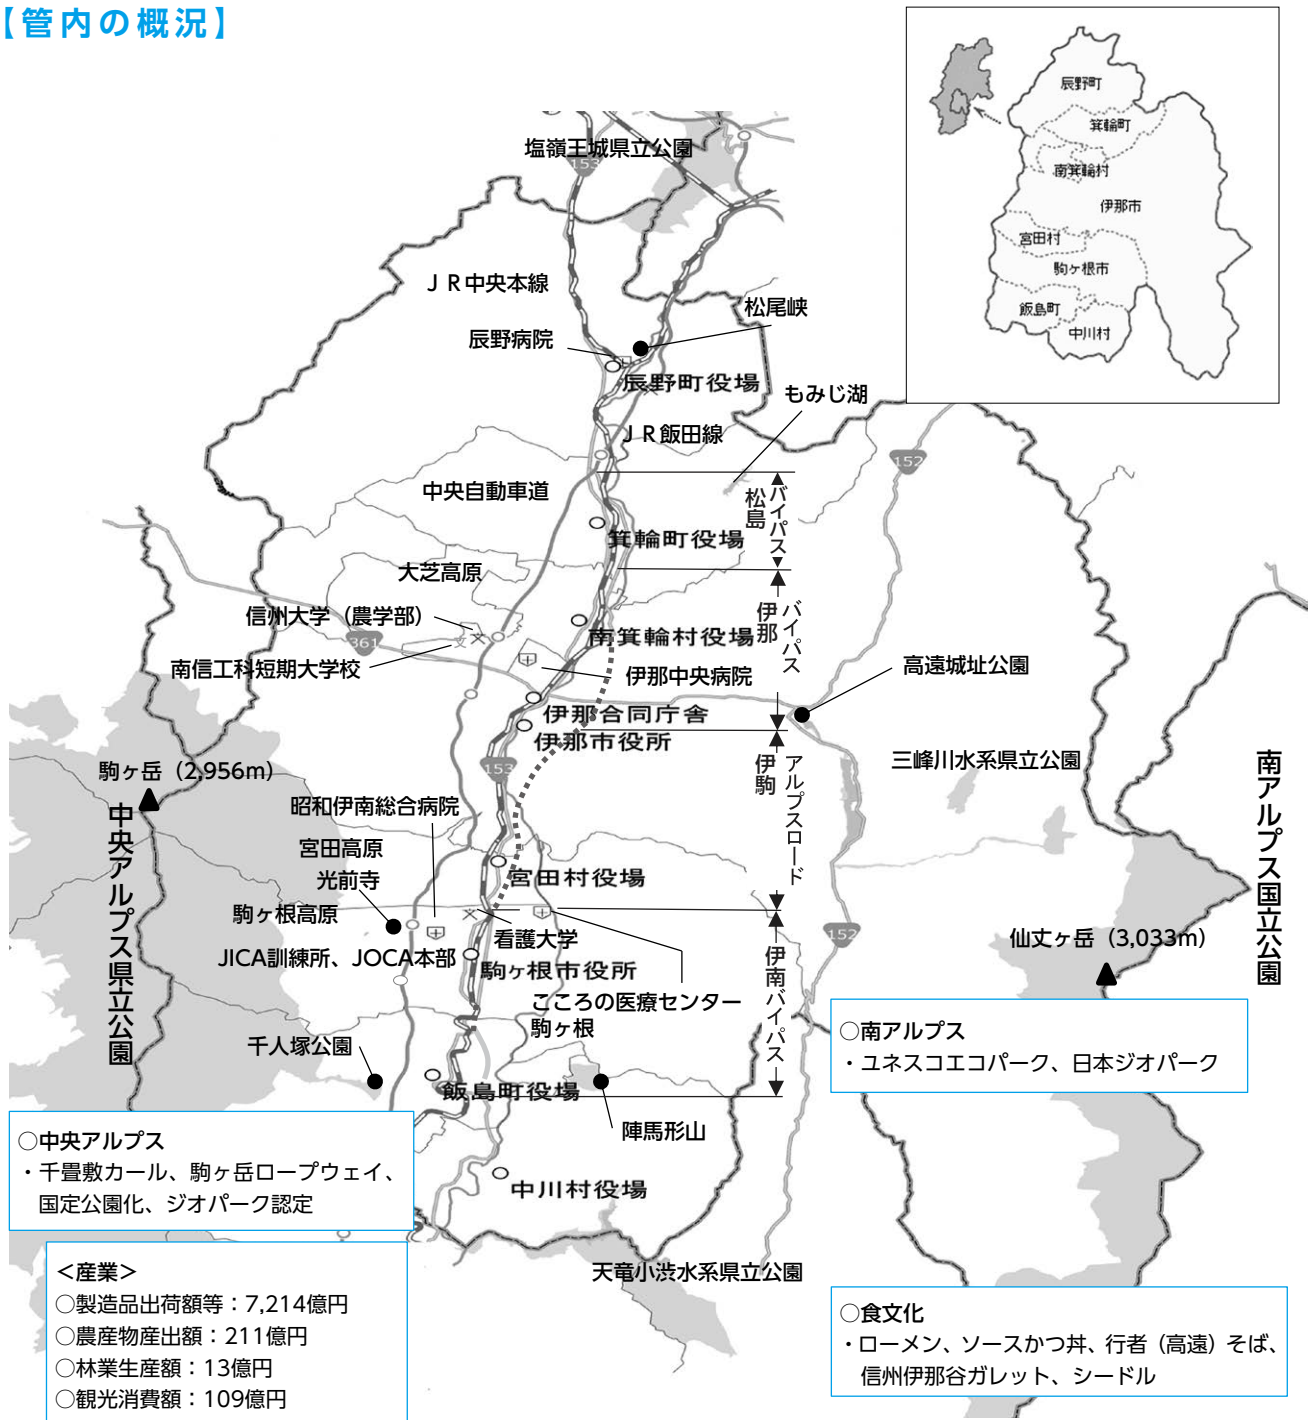 【管内の概況】
辰野町
箕輪町
南箕輪村
伊那市
宮田村
駒ヶ根市
飯島町
中川村
塩嶺王城県立公園
153
ＪＲ中央本線
松尾峡
辰野病院
辰野町役場
もみじ湖
ＪＲ飯田線
152
中央自動車道
松島
バイパス
箕輪町役場
大芝高原
伊那
バイパス
信州大学（農学部）
南箕輪村役場
361
南信工科短期大学校
伊那中央病院
高遠城址公園
伊那合同庁舎
伊那市役所
三峰川水系県立公園
南アルプス国立公園
153
伊駒
アルプスロード
駒ヶ岳（2,956m）
中央アルプス県立公園
昭和伊南総合病院
宮田高原
光前寺
宮田村役場
駒ヶ根高原
看護大学
152
仙丈ヶ岳（3,033m）
JICA訓練所、JOCA本部
駒ヶ根市役所
伊南バイパス
こころの医療センター
駒ヶ根
千人塚公園
飯島町役場
○南アルプス
・ユネスコエコパーク、日本ジオパーク
陣馬形山
○中央アルプス
・千畳敷カール、駒ヶ岳ロープウェイ、
国定公園化、ジオパーク認定
中川村役場
天竜小渋水系県立公園
＜産業＞
○製造品出荷額等：7,214億円
○農産物産出額：211億円
○林業生産額：13億円
○観光消費額：109億円
○食文化
・ローメン、ソースかつ丼、行者（高遠）そば、
信州伊那谷ガレット、シードル